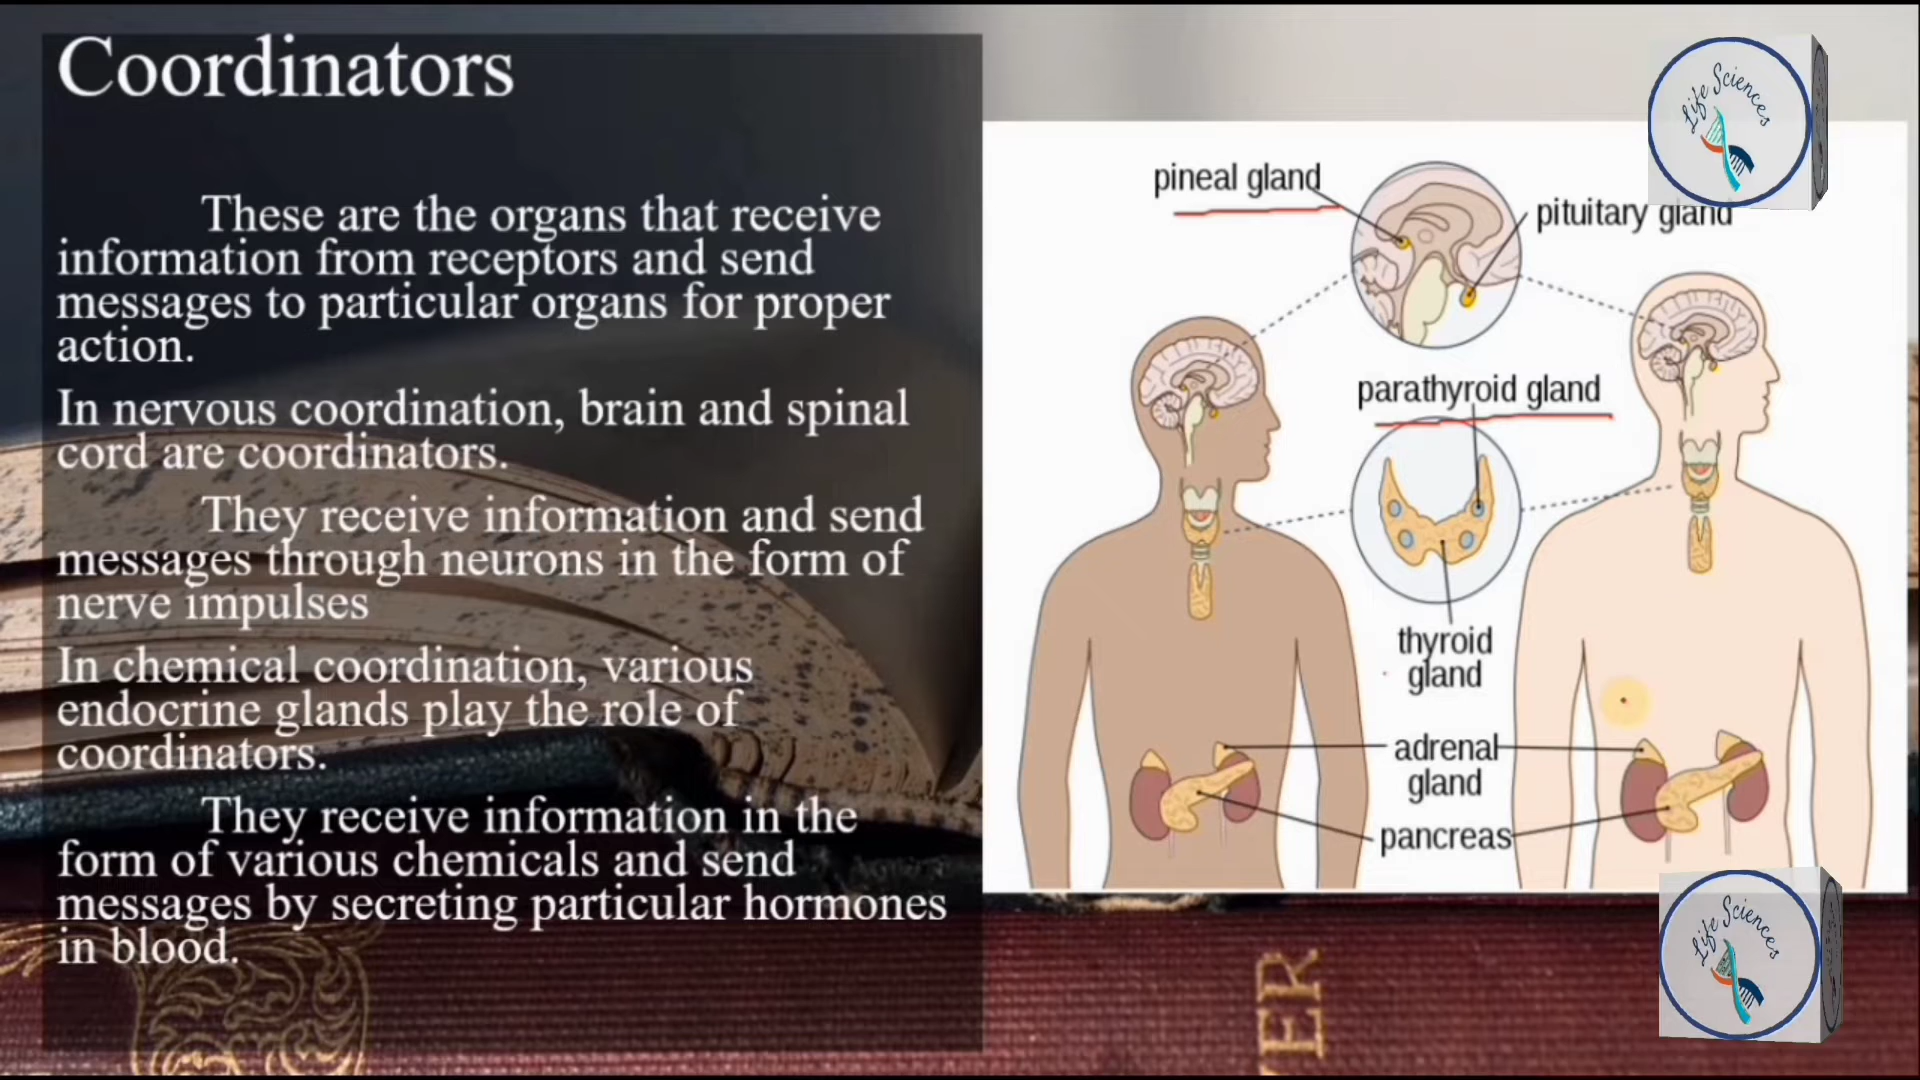 Coordinators
These are the organs that receive
information from receptors and send
messages to particular organs for proper
action.
In nervous coordination, brain and spinal
cord are coordinators.
They receive information and send
messages through neurons in the form of
nerve impulses
In chemical coordination, various
endocrine glands play the role of
coordinators.
They receive information in the
form of various chemicals and send
messages by secreting particular hormones
in blood.
Life Sciences
pineal gland
pituitary gland
parathyroid gland
thyroid
gland
adrenal
gland
pancreas
Life Sciences
VER